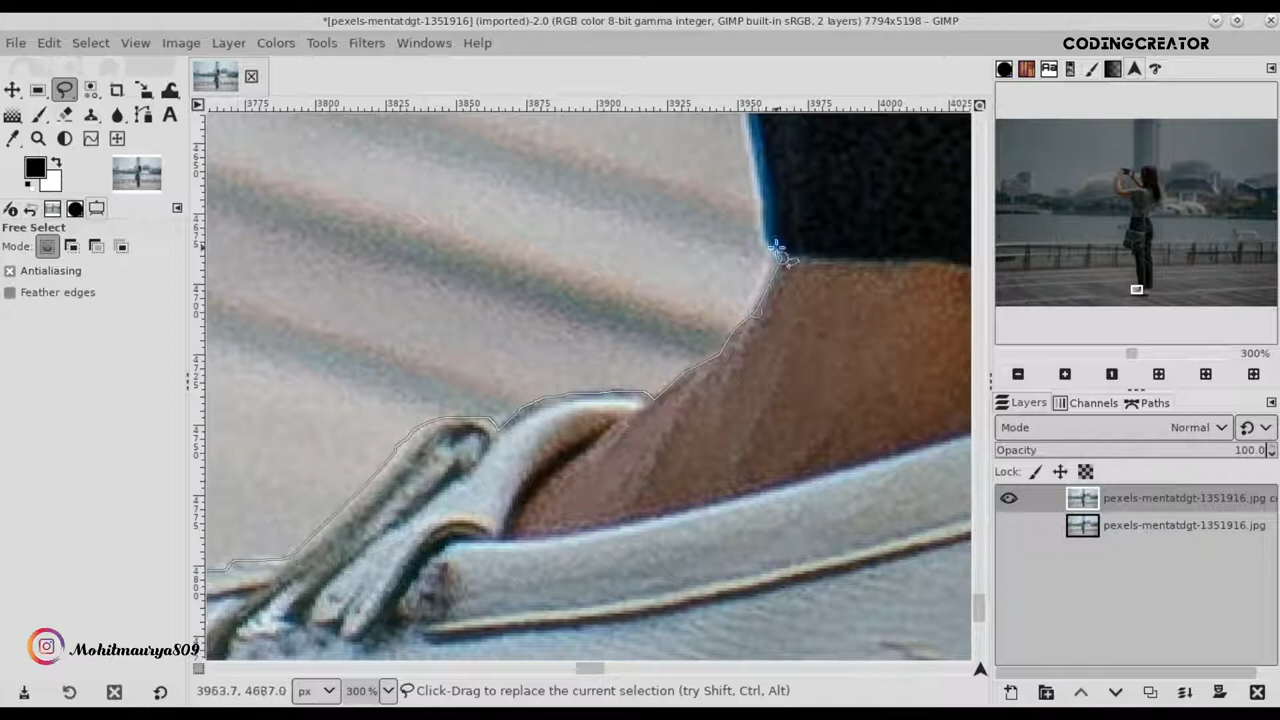 *[pexels-mentatdgt-1351916] (imported)-2.0 (RGB color 8-bit gamma integer, GIMP built-in sRGB, 2 layers) 7794x5198 – GIMP
File Edit Select View Image Layer Colors Tools Filters Windows Help
CODINGCREATOR
3775 3800 3825 3850 3875 3900 3925 3950 3975 4000 4025
Free Select
Mode:
Antialiasing
Feather edges
300%
Layers Channels Paths
Mode Normal
Opacity 100.0
Lock:
pexels-mentatdgt-1351916.jpg c
pexels-mentatdgt-1351916.jpg
Mohitmaurya809
3963.7, 4687.0 px 300 % Click-Drag to replace the current selection (try Shift, Ctrl, Alt)